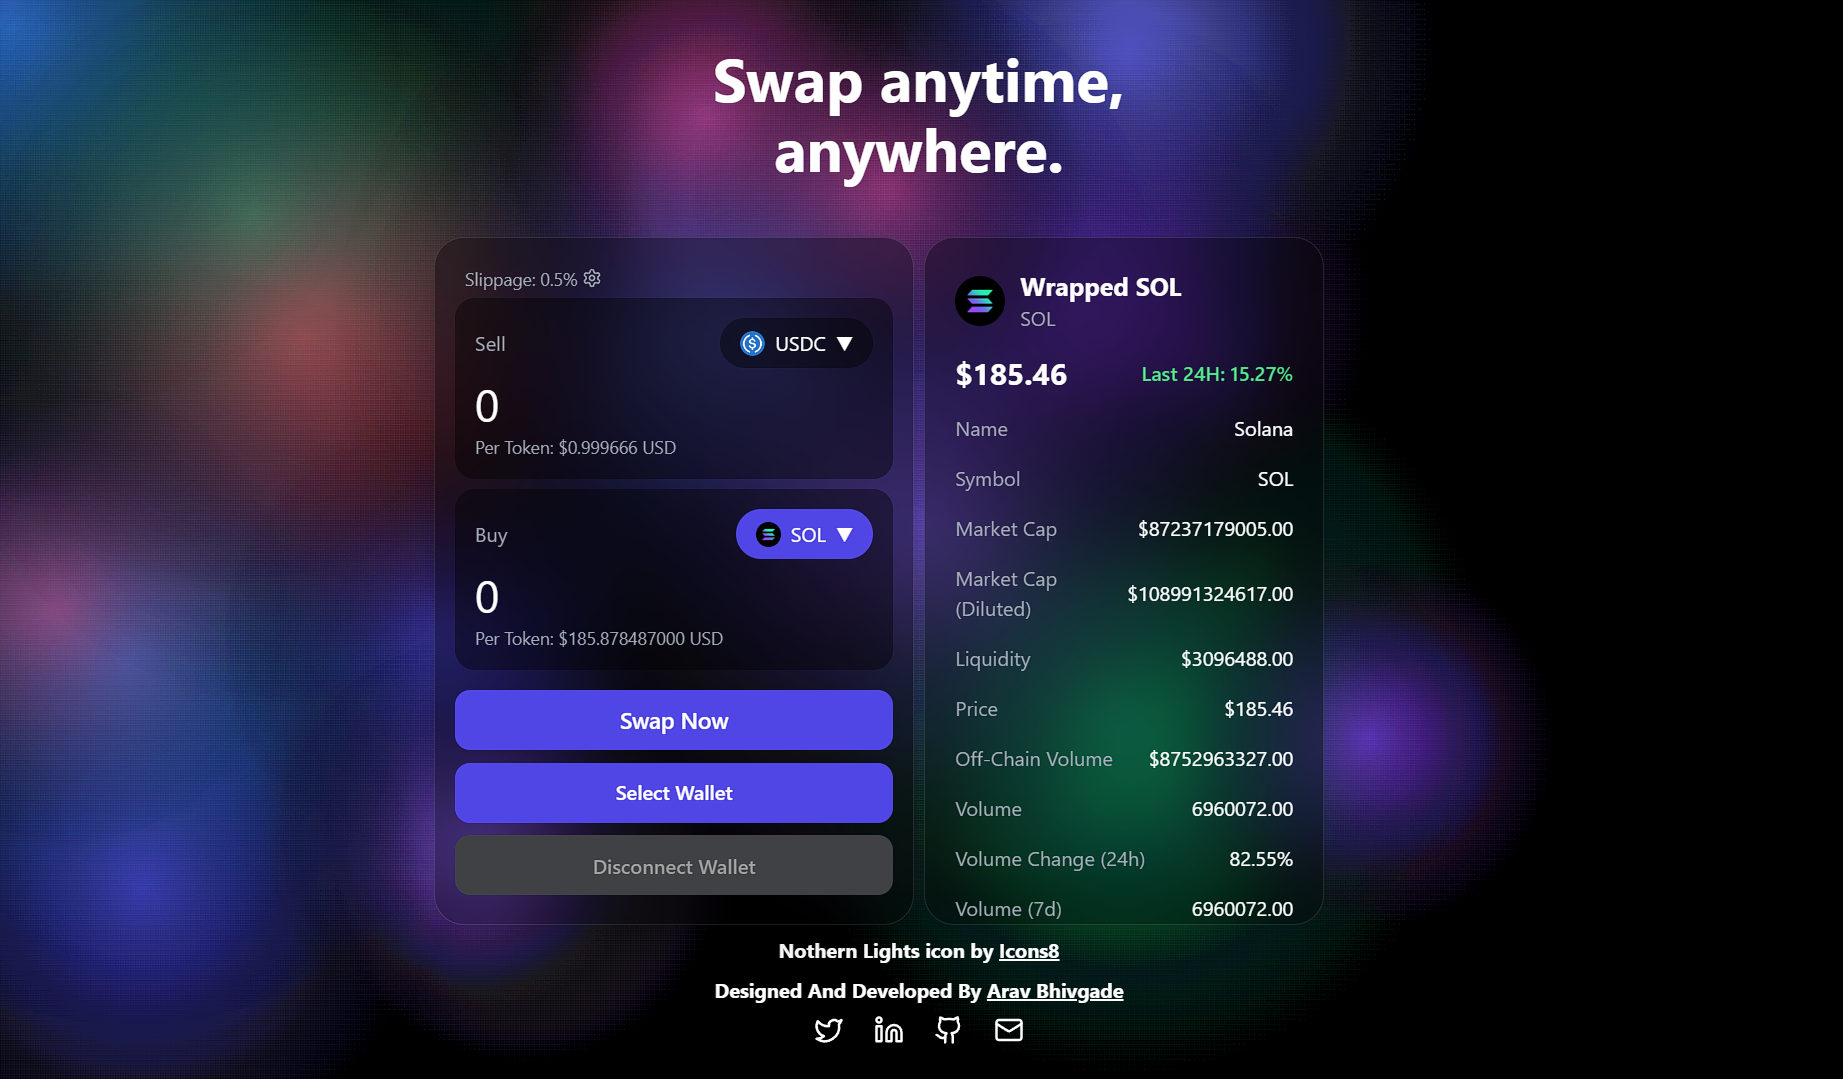 Swap anytime,
anywhere.
Slippage: 0.5%
Sell
USDC ▼
0
Per Token: $0.999666 USD
Buy
SOL ▼
0
Per Token: $185.878487000 USD
Swap Now
Select Wallet
Disconnect Wallet
Wrapped SOL
SOL
$185.46 Last 24H: 15.27%
Name Solana
Symbol SOL
Market Cap $87237179005.00
Market Cap
(Diluted) $108991324617.00
Liquidity $3096488.00
Price $185.46
Off-Chain Volume $8752963327.00
Volume 6960072.00
Volume Change (24h) 82.55%
Volume (7d) 6960072.00
Nothern Lights icon by Icons8
Designed And Developed By Arav Bhivgade